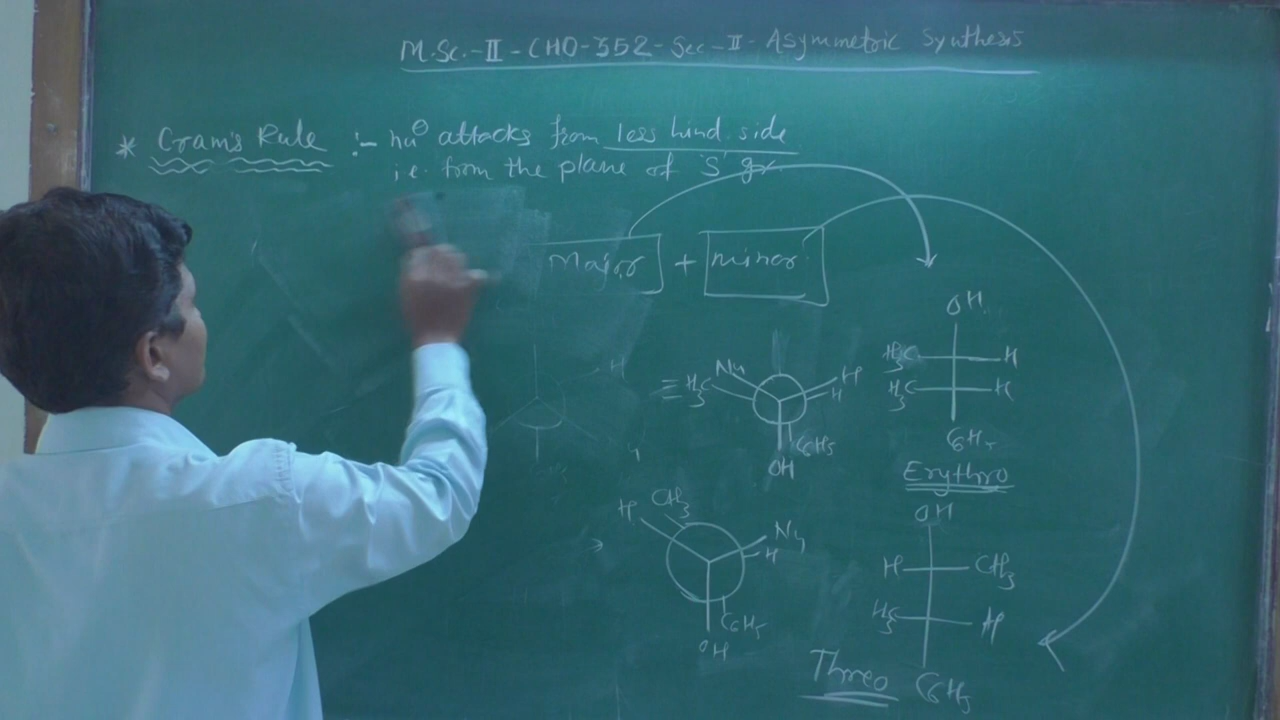 M.Sc.-II-CHO-352-Sec-II-Asymmetric Synthesis
* Cram's Rule :- nu⊖ attacks from less hind. side
i.e. from the plane of 'S' gr
Major + minor
OH
H3C H
H3C H
C6H5
Erythro
≡ H3C Nu H
H
C6H5
OH
H CH3
Nu
H
C6H5
OH
OH
H CH3
H3C H
C6H5
Threo